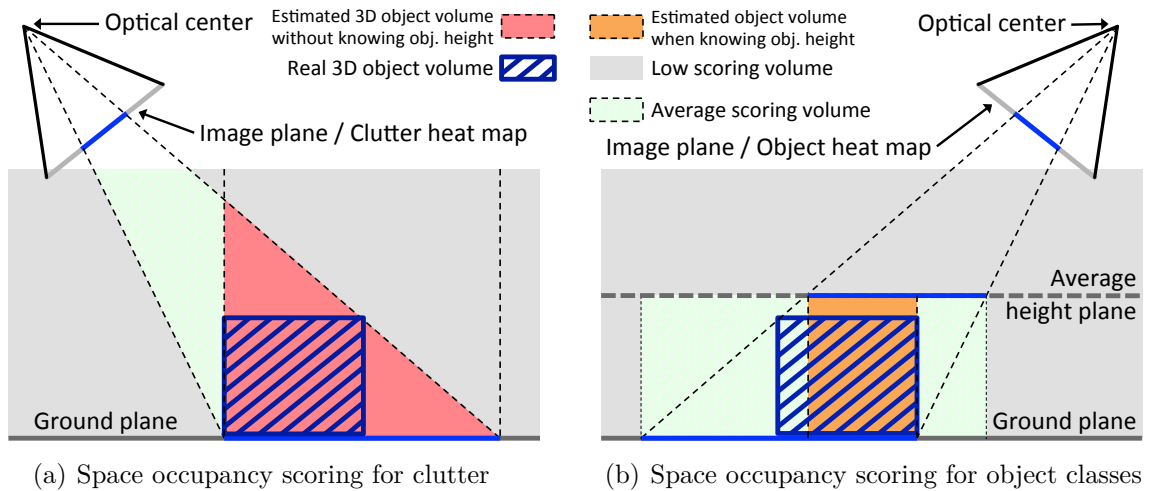 Optical center
Estimated 3D object volume
without knowing obj. height
Real 3D object volume
Estimated object volume
when knowing obj. height
Low scoring volume
Average scoring volume
Optical center
Image plane / Clutter heat map
Image plane / Object heat map
Average
height plane
Ground plane
Ground plane
(a) Space occupancy scoring for clutter
(b) Space occupancy scoring for object classes